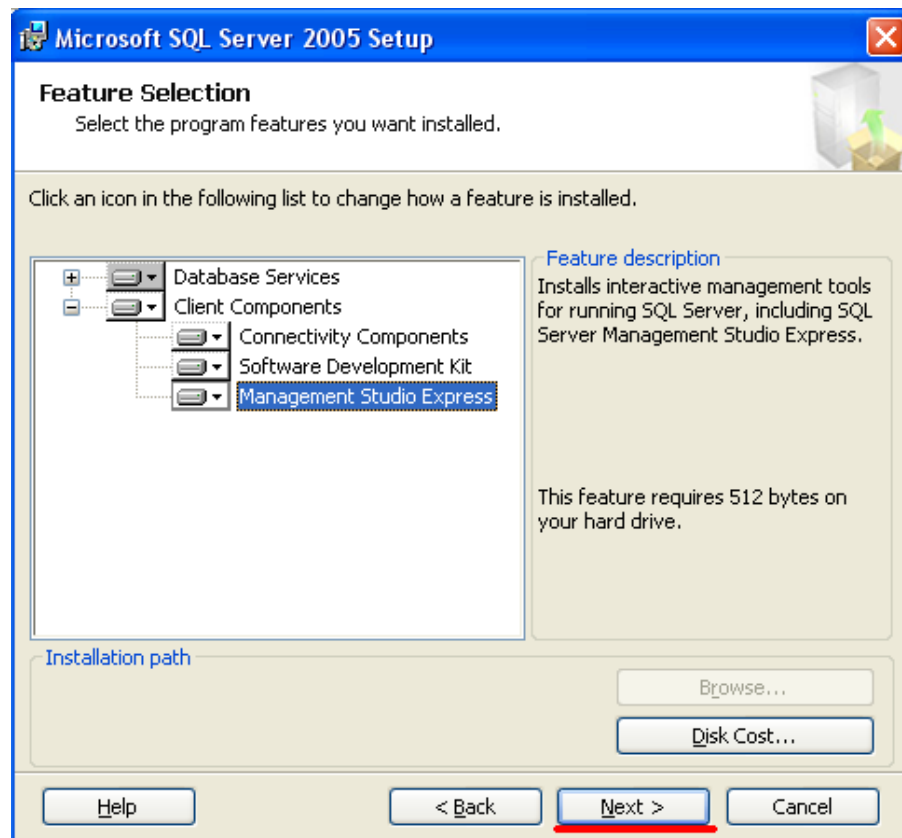 Microsoft SQL Server 2005 Setup
Feature Selection
Select the program features you want installed.
Click an icon in the following list to change how a feature is installed.
Database Services
Client Components
Connectivity Components
Software Development Kit
Management Studio Express
Feature description
Installs interactive management tools
for running SQL Server, including SQL
Server Management Studio Express.
This feature requires 512 bytes on
your hard drive.
Installation path
Browse...
Disk Cost...
Help
< Back
Next >
Cancel